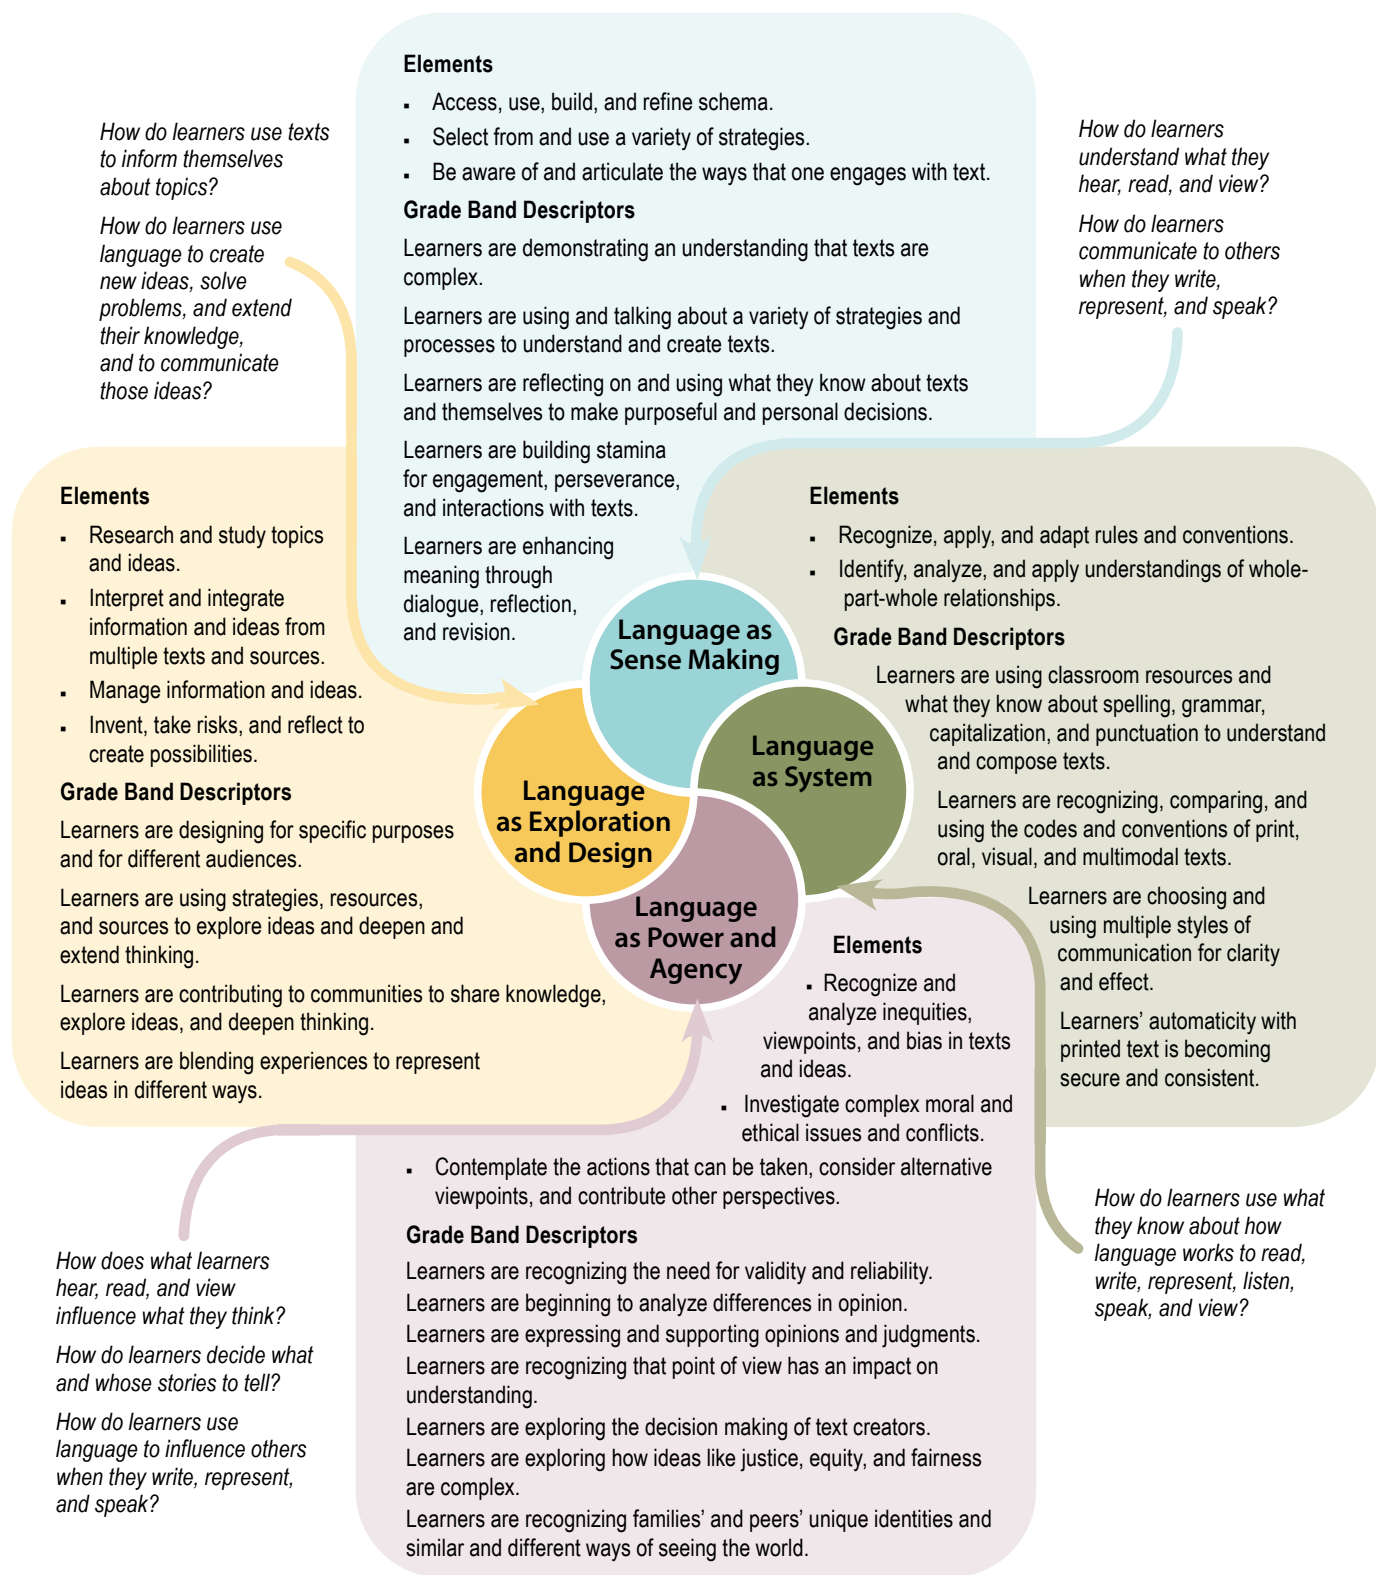 Elements
▪ Access, use, build, and refine schema.
▪ Select from and use a variety of strategies.
▪ Be aware of and articulate the ways that one engages with text.
Grade Band Descriptors
Learners are demonstrating an understanding that texts are
complex.
Learners are using and talking about a variety of strategies and
processes to understand and create texts.
Learners are reflecting on and using what they know about texts
and themselves to make purposeful and personal decisions.
Learners are building stamina
for engagement, perseverance,
and interactions with texts.
Learners are enhancing
meaning through
dialogue, reflection,
and revision.
How do learners use texts
to inform themselves
about topics?
How do learners use
language to create
new ideas, solve
problems, and extend
their knowledge,
and to communicate
those ideas?
How do learners
understand what they
hear, read, and view?
How do learners
communicate to others
when they write,
represent, and speak?
Elements
▪ Research and study topics
and ideas.
▪ Interpret and integrate
information and ideas from
multiple texts and sources.
▪ Manage information and ideas.
▪ Invent, take risks, and reflect to
create possibilities.
Grade Band Descriptors
Learners are designing for specific purposes
and for different audiences.
Learners are using strategies, resources,
and sources to explore ideas and deepen and
extend thinking.
Learners are contributing to communities to share knowledge,
explore ideas, and deepen thinking.
Learners are blending experiences to represent
ideas in different ways.
Language as
Sense Making
Language
as System
Language
as Exploration
and Design
Language
as Power and
Agency
Elements
▪ Recognize, apply, and adapt rules and conventions.
▪ Identify, analyze, and apply understandings of whole-
part-whole relationships.
Grade Band Descriptors
Learners are using classroom resources and
what they know about spelling, grammar,
capitalization, and punctuation to understand
and compose texts.
Learners are recognizing, comparing, and
using the codes and conventions of print,
oral, visual, and multimodal texts.
Learners are choosing and
using multiple styles of
communication for clarity
and effect.
Learners’ automaticity with
printed text is becoming
secure and consistent.
Elements
▪ Recognize and
analyze inequities,
viewpoints, and bias in texts
and ideas.
▪ Investigate complex moral and
ethical issues and conflicts.
▪ Contemplate the actions that can be taken, consider alternative
viewpoints, and contribute other perspectives.
Grade Band Descriptors
Learners are recognizing the need for validity and reliability.
Learners are beginning to analyze differences in opinion.
Learners are expressing and supporting opinions and judgments.
Learners are recognizing that point of view has an impact on
understanding.
Learners are exploring the decision making of text creators.
Learners are exploring how ideas like justice, equity, and fairness
are complex.
Learners are recognizing families’ and peers’ unique identities and
similar and different ways of seeing the world.
How does what learners
hear, read, and view
influence what they think?
How do learners decide what
and whose stories to tell?
How do learners use
language to influence others
when they write, represent,
and speak?
How do learners use what
they know about how
language works to read,
write, represent, listen,
speak, and view?